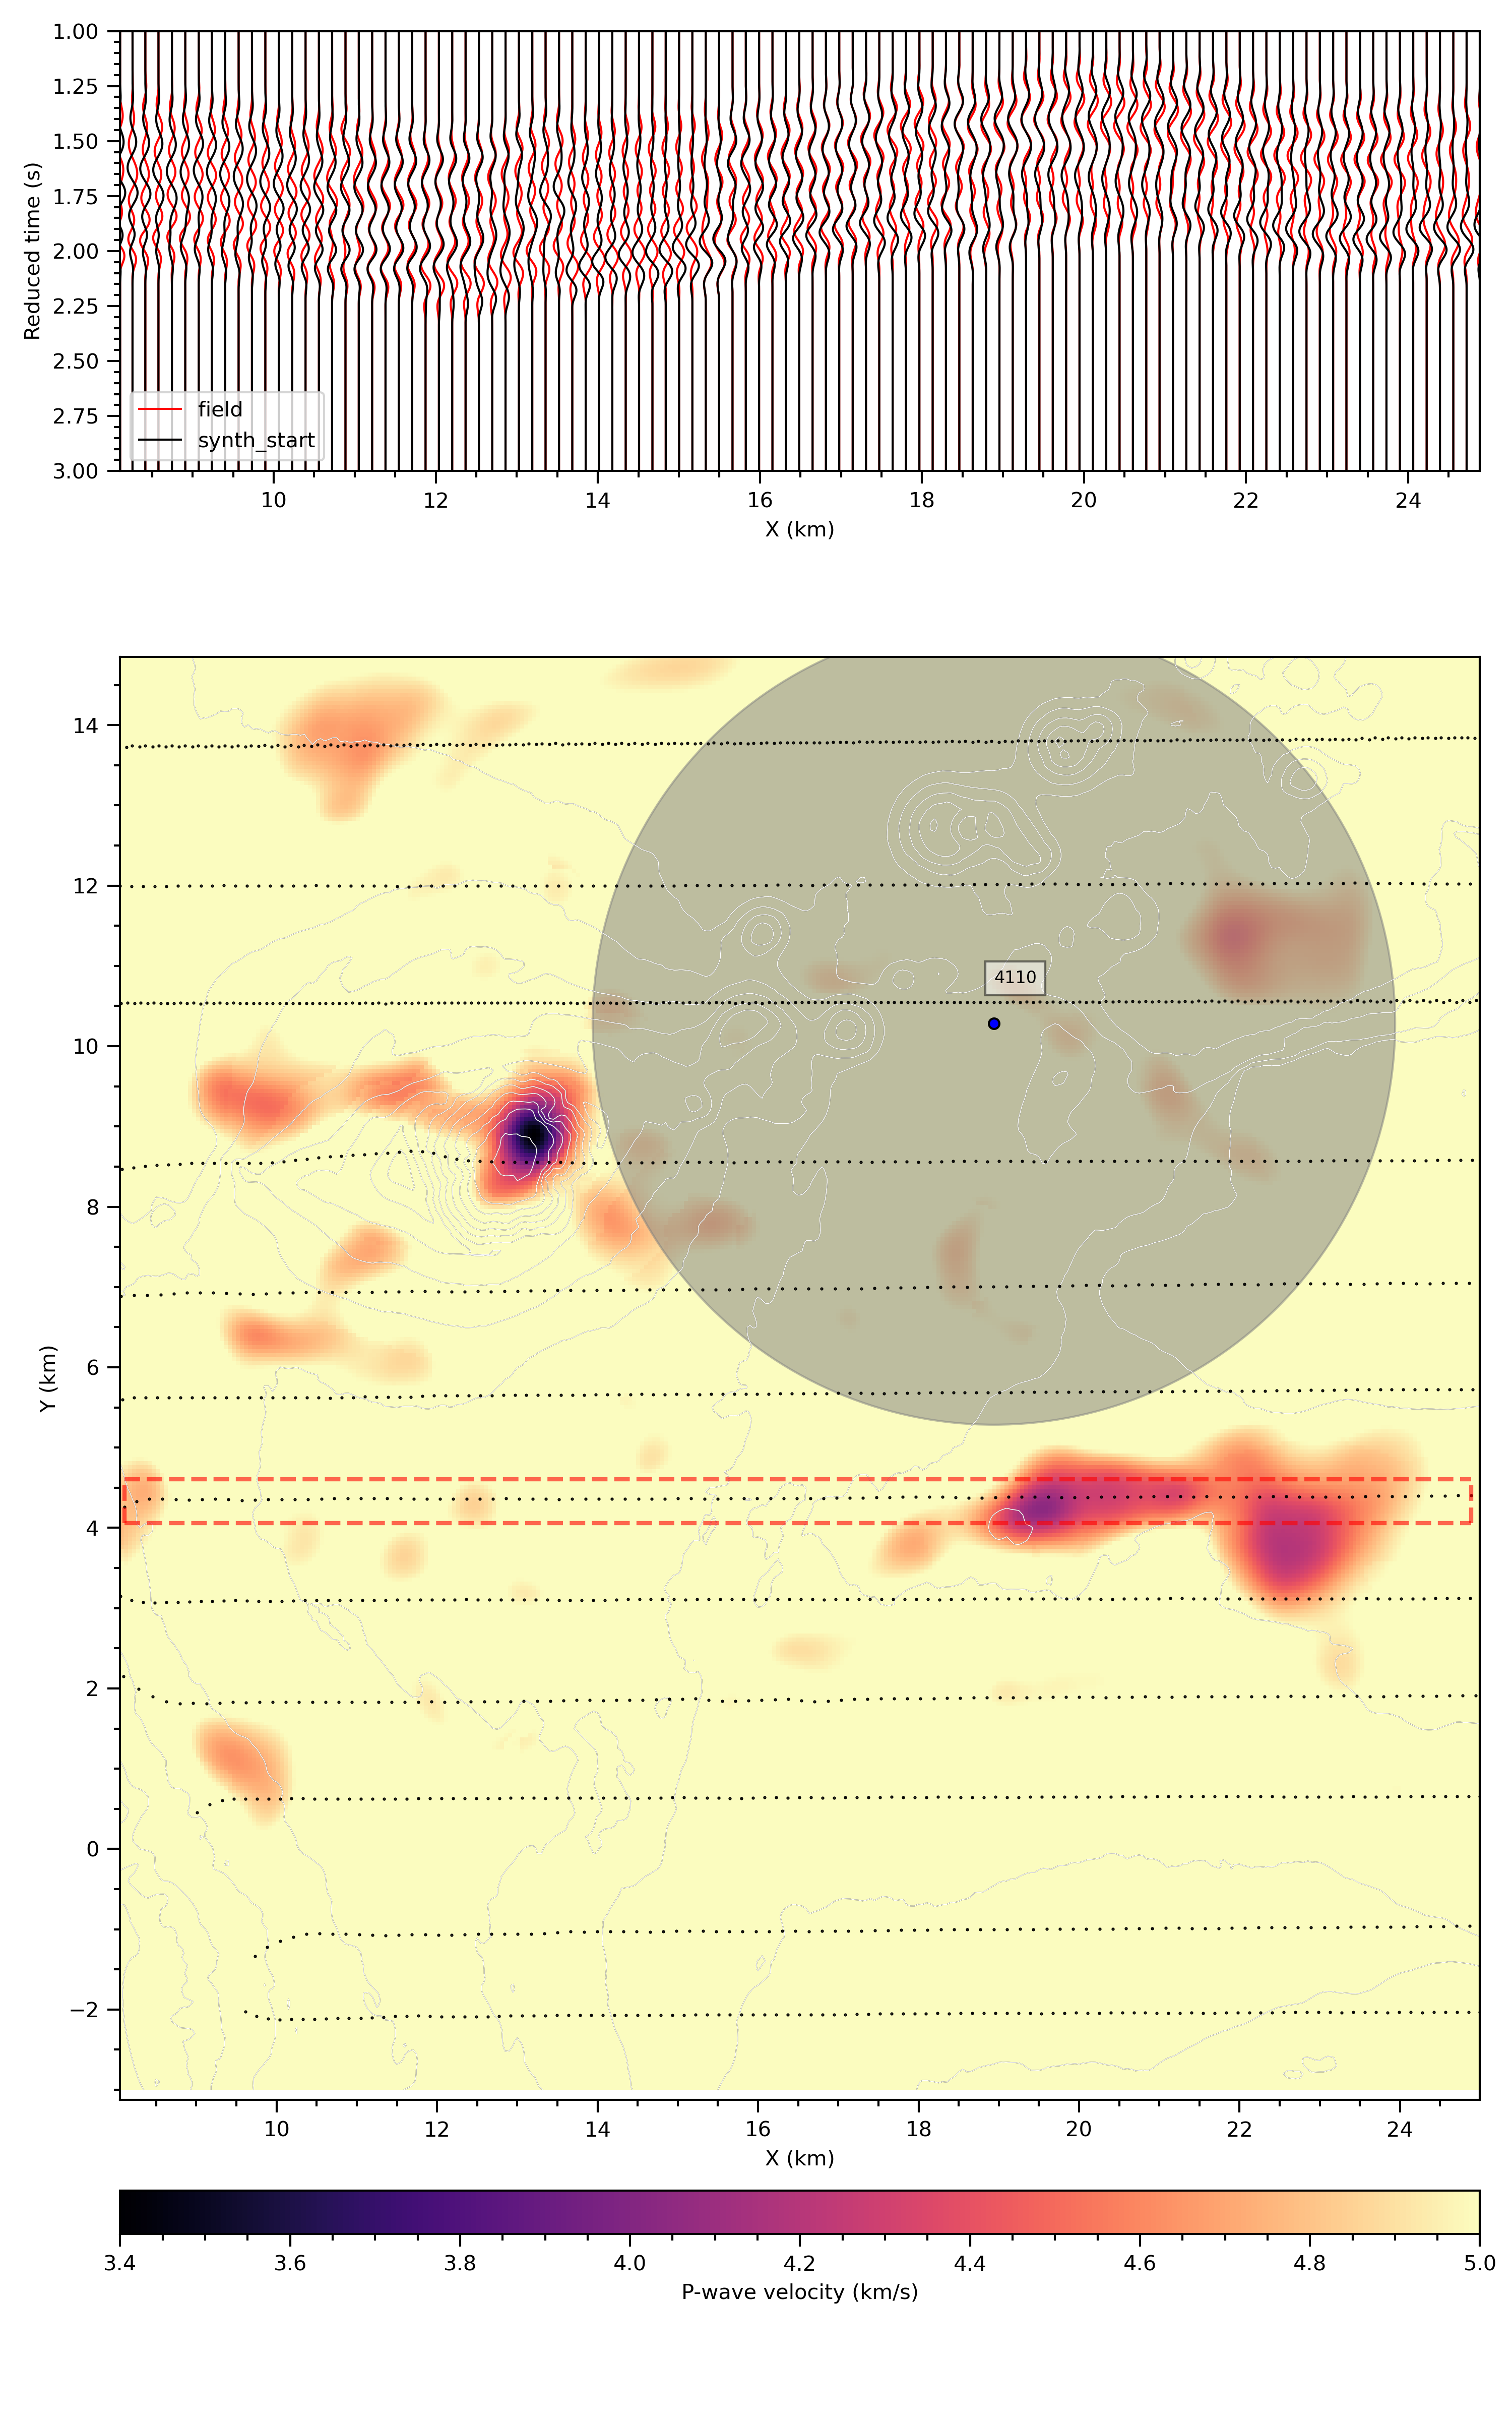 1.00
1.25
1.50
1.75
2.00
2.25
2.50
2.75
3.00
Reduced time (s)
field
synth_start
10 12 14 16 18 20 22 24
X (km)
14
12
10
8
6
4
2
0
−2
Y (km)
4110
10 12 14 16 18 20 22 24
X (km)
3.4 3.6 3.8 4.0 4.2 4.4 4.6 4.8 5.0
P-wave velocity (km/s)